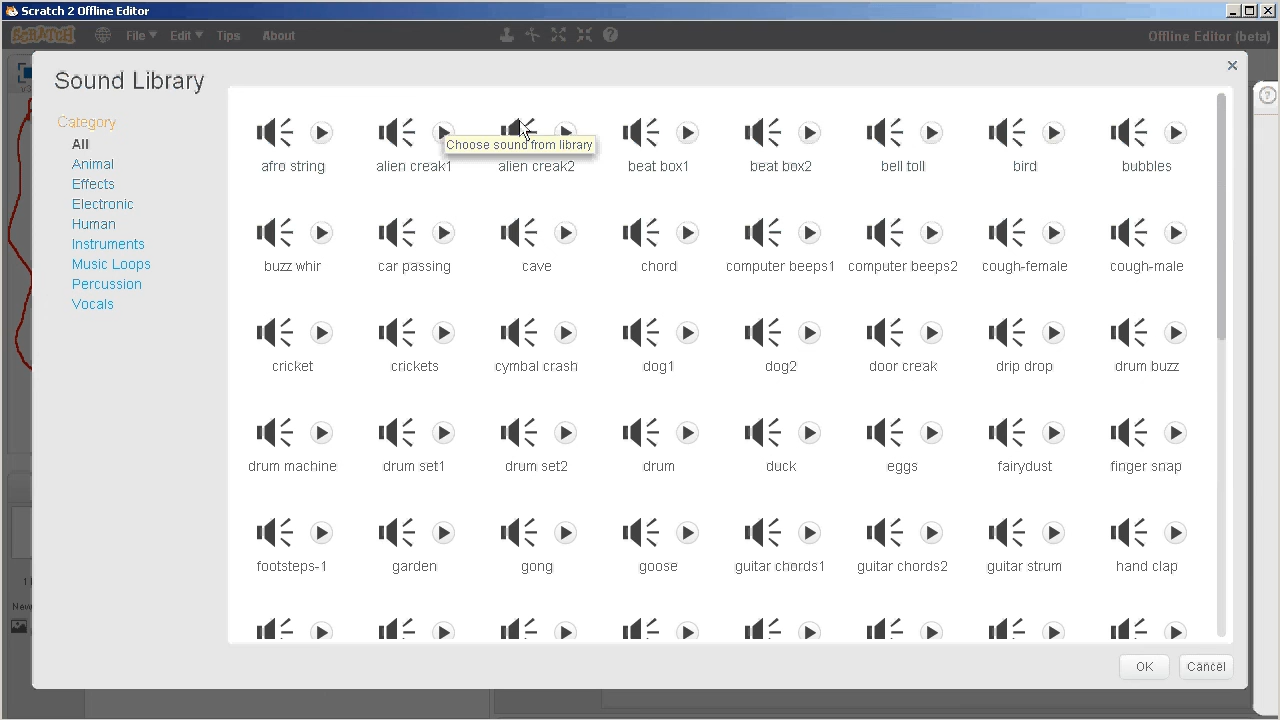 Scratch 2 Offline Editor
SCRATCH File Edit Tips About Offline Editor (beta)
Sound Library
Category
All
Animal
Effects
Electronic
Human
Instruments
Music Loops
Percussion
Vocals
Choose sound from library
afro string alien creak1 alien creak2 beat box1 beat box2 bell toll bird bubbles
buzz whir car passing cave chord computer beeps1 computer beeps2 cough-female cough-male
cricket crickets cymbal crash dog1 dog2 door creak drip drop drum buzz
drum machine drum set1 drum set2 drum duck eggs fairydust finger snap
footsteps-1 garden gong goose guitar chords1 guitar chords2 guitar strum hand clap
New
OK Cancel